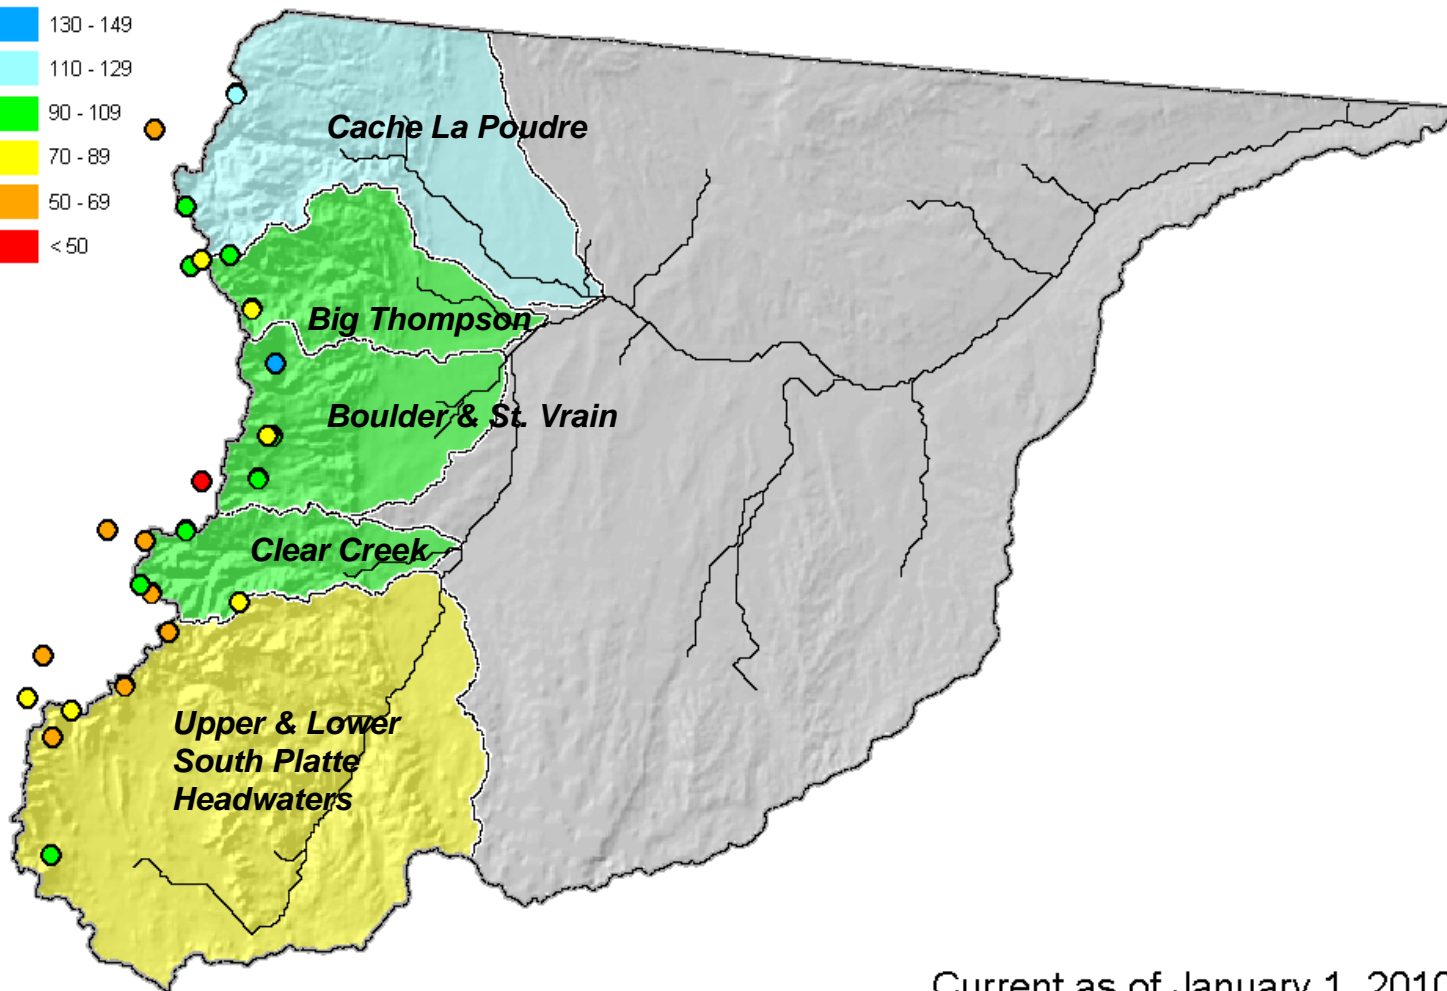 130 - 149
110 - 129
90 - 109
70 - 89
50 - 69
< 50
Cache La Poudre
Big Thompson
Boulder & St. Vrain
Clear Creek
Upper & Lower
South Platte
Headwaters
Current as of January 1, 2010